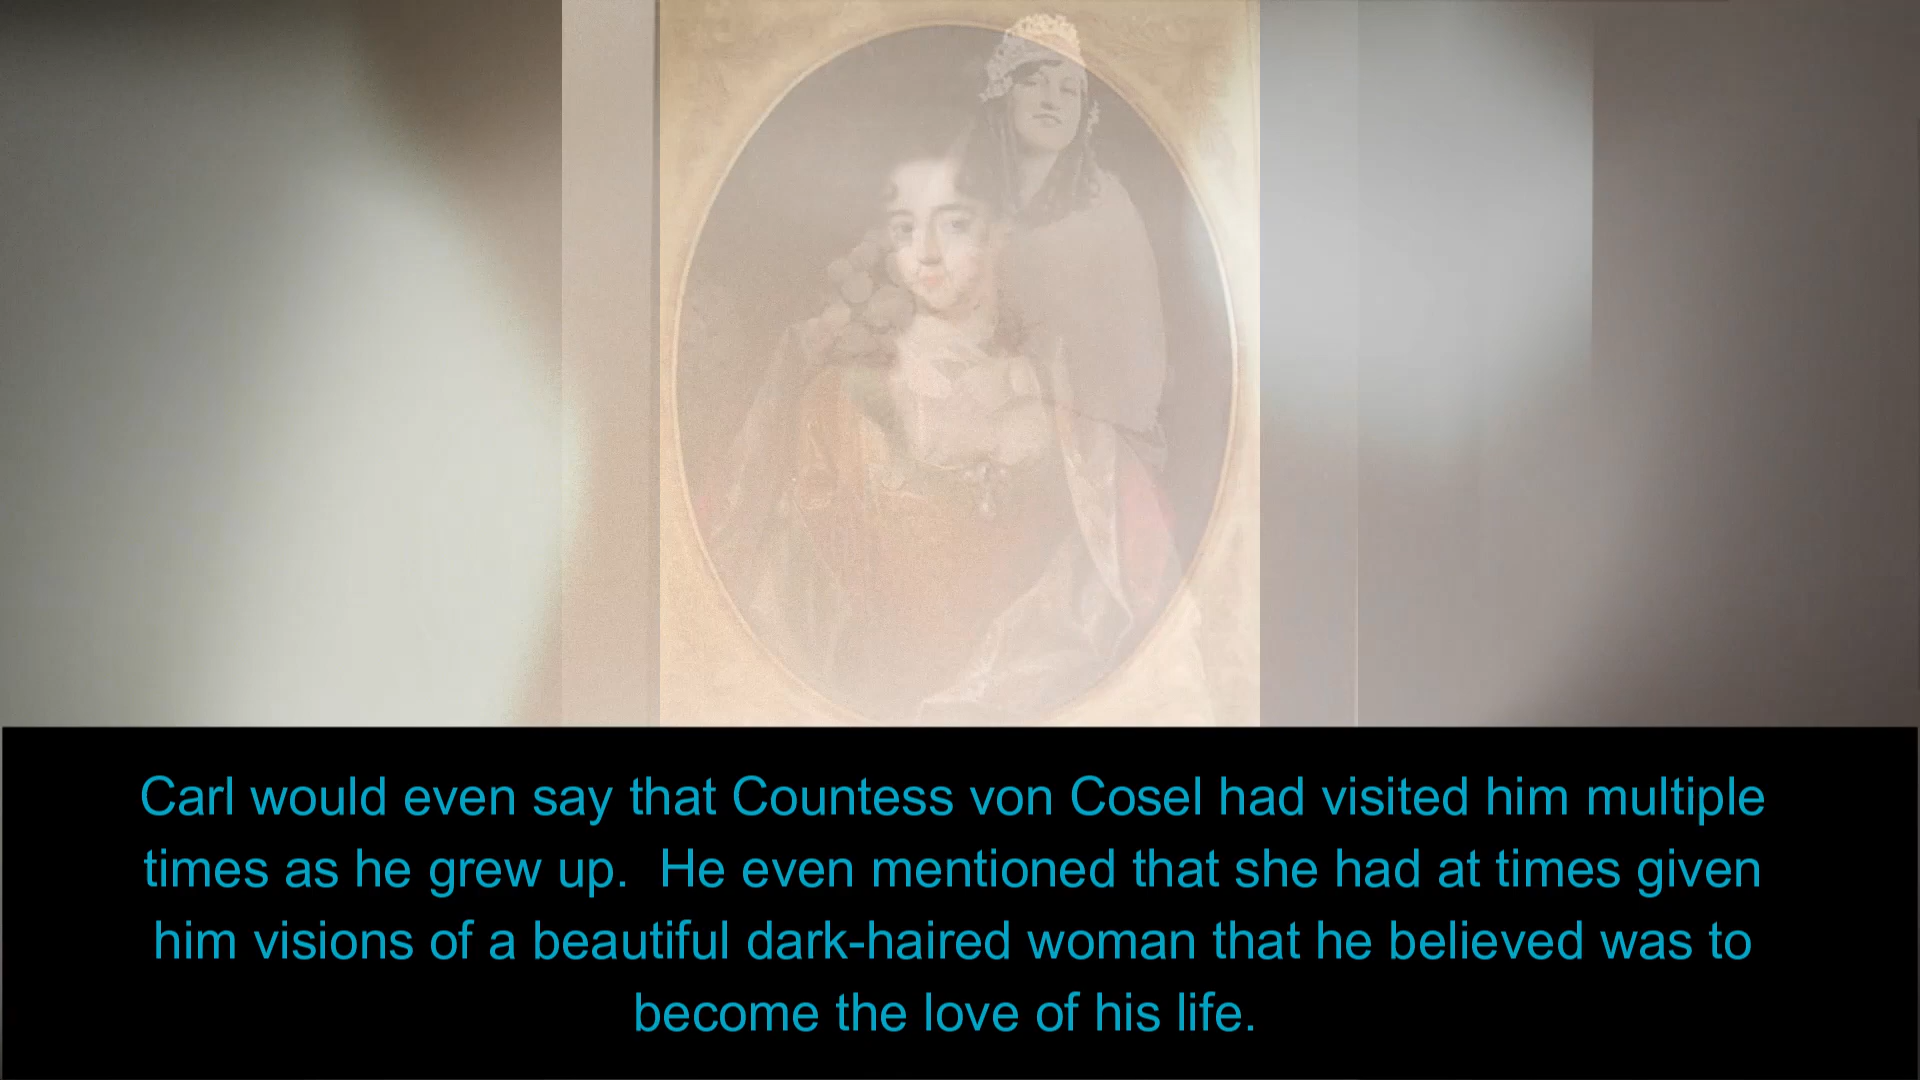 Carl would even say that Countess von Cosel had visited him multiple
times as he grew up.  He even mentioned that she had at times given
him visions of a beautiful dark-haired woman that he believed was to
become the love of his life.